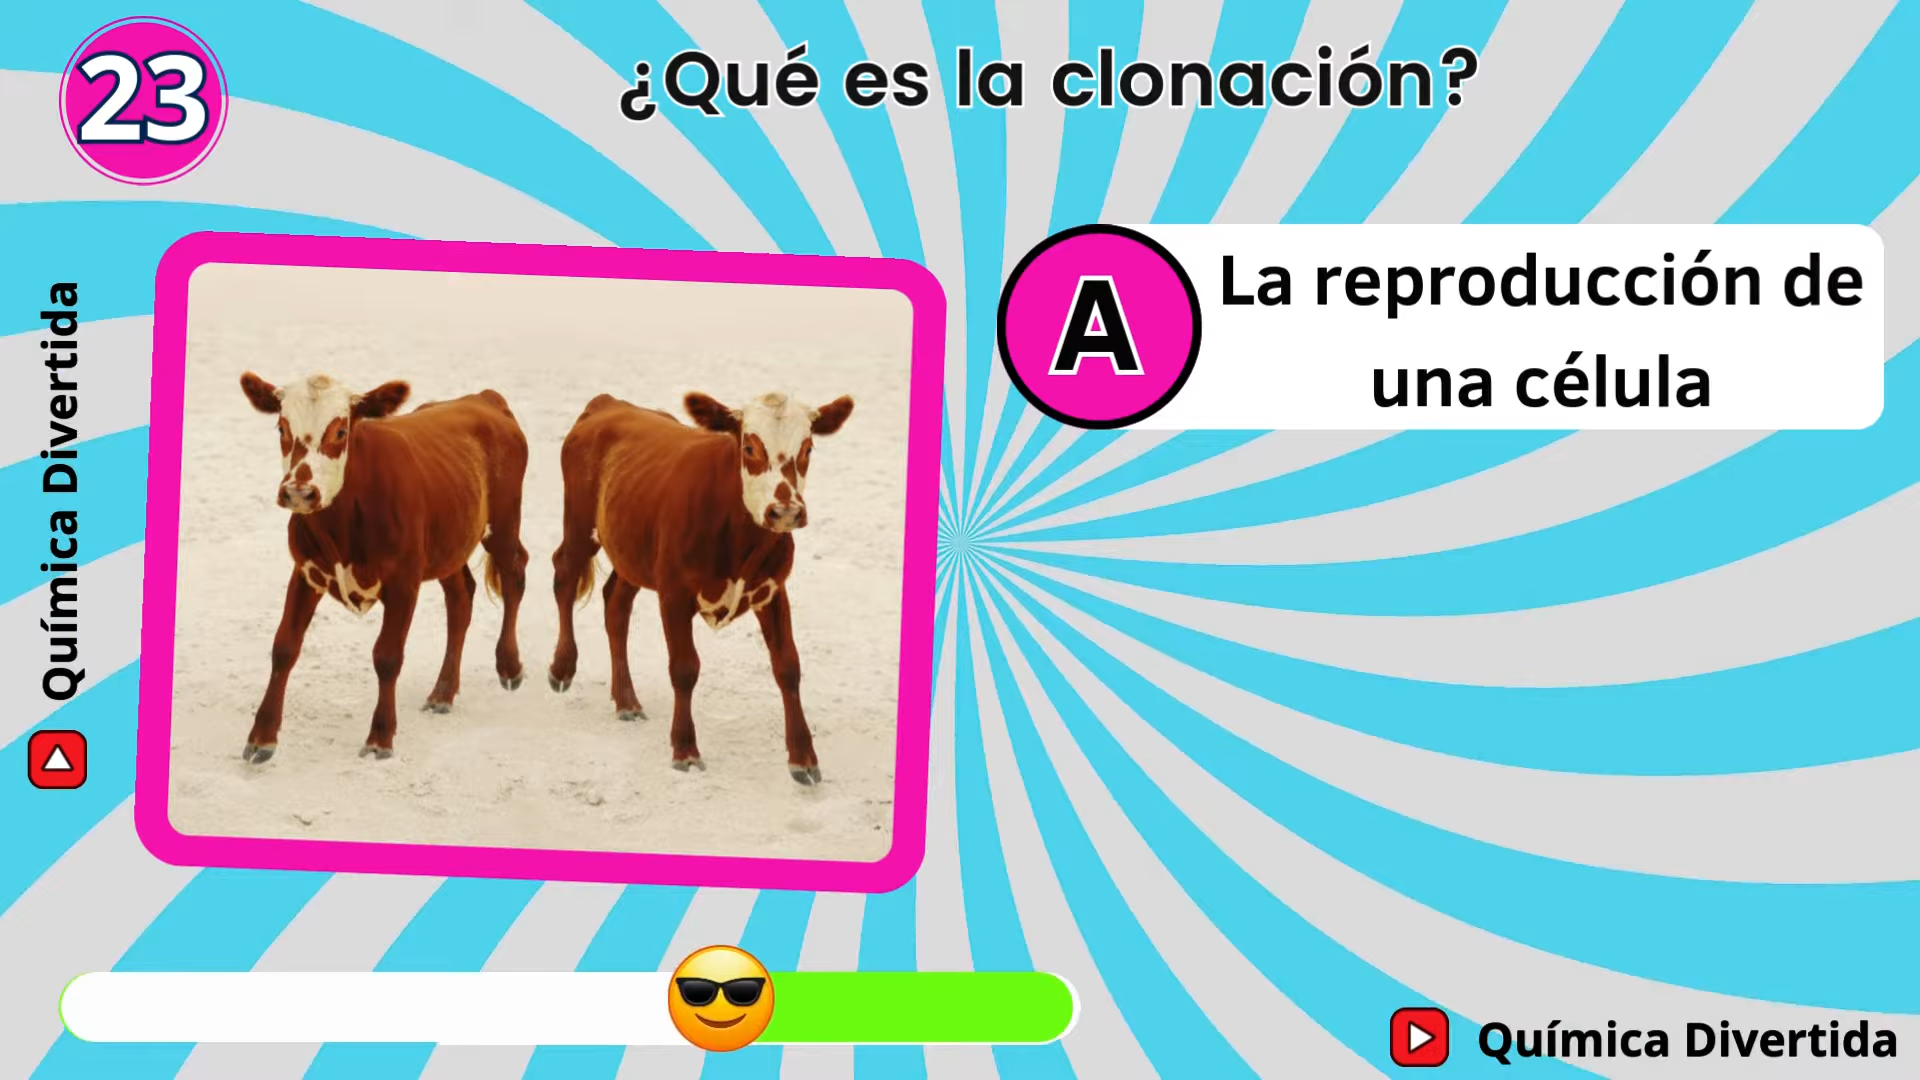 23
¿Qué es la clonación?
A
La reproducción de
una célula
Química Divertida
Química Divertida